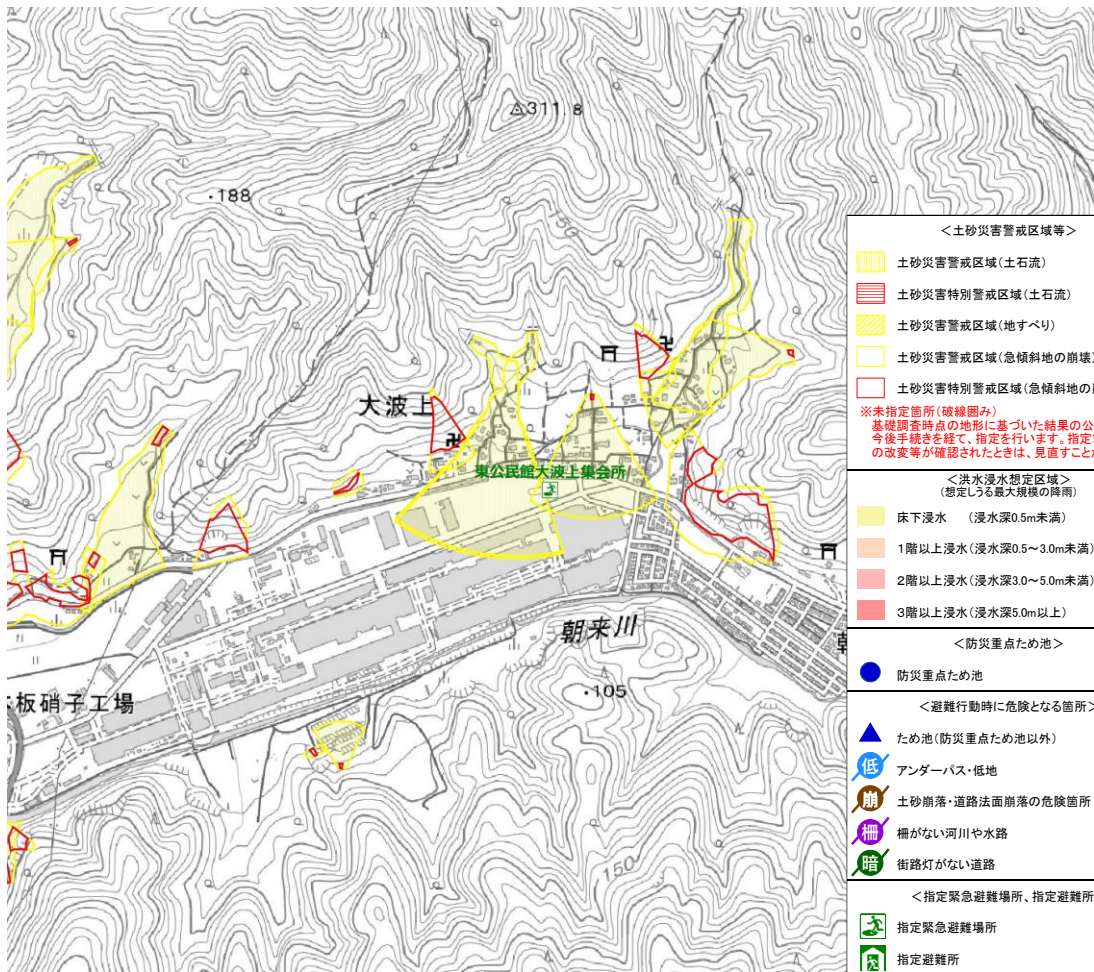 311.8
・188
150
＜土砂災害警戒区域等＞
土砂災害警戒区域(土石流)
土砂災害特別警戒区域(土石流)
土砂災害警戒区域(地すべり)
土砂災害警戒区域(急傾斜地の崩壊)
土砂災害特別警戒区域(急傾斜地の
※未指定箇所(破線囲み)
基礎調査時点の地形に基づいた結果の公
今後手続きを経て、指定を行います。指定
の改変等が確認されたときは、見直すことか
大波上
東公民館大波上集会所
＜洪水浸水想定区域＞
(想定しうる最大規模の降雨)
床下浸水　(浸水深0.5m未満)
1階以上浸水(浸水深0.5～3.0m未満)
2階以上浸水(浸水深3.0～5.0m未満)
3階以上浸水(浸水深5.0m以上)
朝来川
＜防災重点ため池＞
防災重点ため池
・105
板硝子工場
＜避難行動時に危険となる箇所＞
ため池(防災重点ため池以外)
低 アンダーパス・低地
崩 土砂崩落・道路法面崩落の危険箇所
柵 柵がない河川や水路
暗 街路灯がない道路
150
＜指定緊急避難場所、指定避難所
指定緊急避難場所
指定避難所